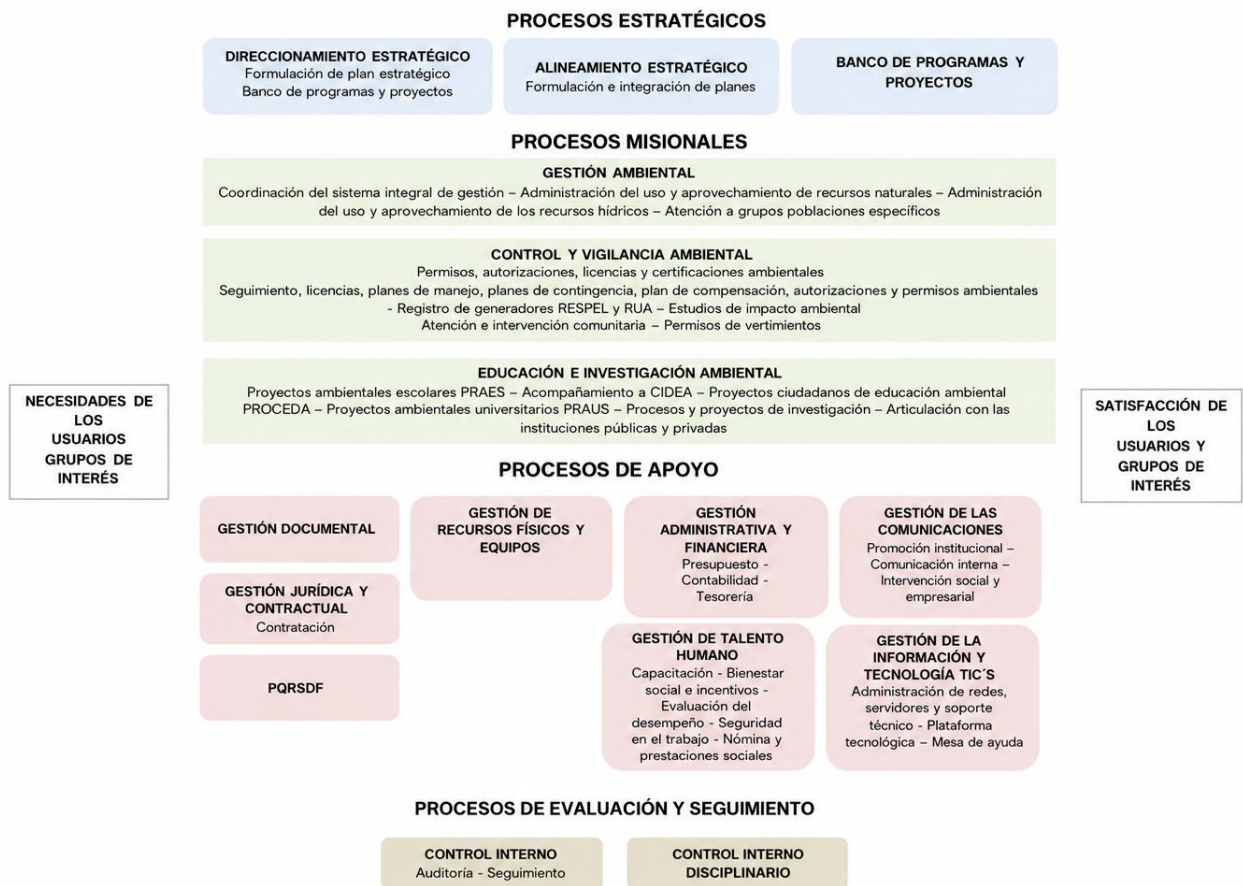 PROCESOS ESTRATÉGICOS
DIRECCIONAMIENTO ESTRATÉGICO
Formulación de plan estratégico
Banco de programas y proyectos
ALINEAMIENTO ESTRATÉGICO
Formulación e integración de planes
BANCO DE PROGRAMAS Y
PROYECTOS
PROCESOS MISIONALES
GESTIÓN AMBIENTAL
Coordinación del sistema integral de gestión – Administración del uso y aprovechamiento de recursos naturales – Administración
del uso y aprovechamiento de los recursos hídricos – Atención a grupos poblaciones específicos
CONTROL Y VIGILANCIA AMBIENTAL
Permisos, autorizaciones, licencias y certificaciones ambientales
Seguimiento, licencias, planes de manejo, planes de contingencia, plan de compensación, autorizaciones y permisos ambientales
- Registro de generadores RESPEL y RUA – Estudios de impacto ambiental
Atención e intervención comunitaria – Permisos de vertimientos
EDUCACIÓN E INVESTIGACIÓN AMBIENTAL
Proyectos ambientales escolares PRAES – Acompañamiento a CIDEA – Proyectos ciudadanos de educación ambiental
PROCEDA – Proyectos ambientales universitarios PRAUS – Procesos y proyectos de investigación – Articulación con las
instituciones públicas y privadas
NECESIDADES DE
LOS
USUARIOS
GRUPOS DE
INTERÉS
SATISFACCIÓN DE
LOS
USUARIOS Y
GRUPOS DE
INTERÉS
PROCESOS DE APOYO
GESTIÓN DOCUMENTAL
GESTIÓN JURÍDICA Y
CONTRACTUAL
Contratación
PQRSDF
GESTIÓN DE
RECURSOS FÍSICOS Y
EQUIPOS
GESTIÓN
ADMINISTRATIVA Y
FINANCIERA
Presupuesto -
Contabilidad -
Tesorería
GESTIÓN DE LAS
COMUNICACIONES
Promoción institucional –
Comunicación interna –
Intervención social y
empresarial
GESTIÓN DE TALENTO
HUMANO
Capacitación - Bienestar
social e incentivos -
Evaluación del
desempeño - Seguridad
en el trabajo - Nómina y
prestaciones sociales
GESTIÓN DE LA
INFORMACIÓN Y
TECNOLOGÍA TIC´S
Administración de redes,
servidores y soporte
técnico - Plataforma
tecnológica – Mesa de ayuda
PROCESOS DE EVALUACIÓN Y SEGUIMIENTO
CONTROL INTERNO
Auditoría - Seguimiento
CONTROL INTERNO
DISCIPLINARIO